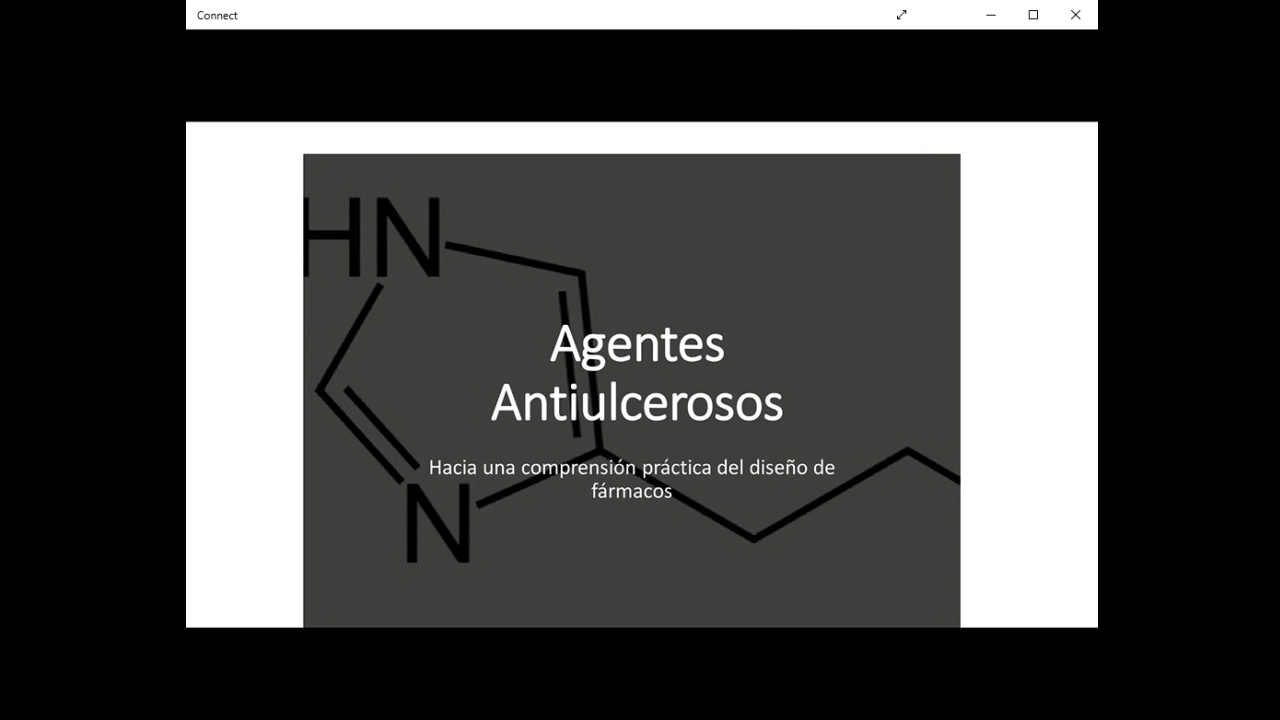 Connect
HN
Agentes
Antiulcerosos
Hacia una comprensión práctica del diseño de
fármacos
N